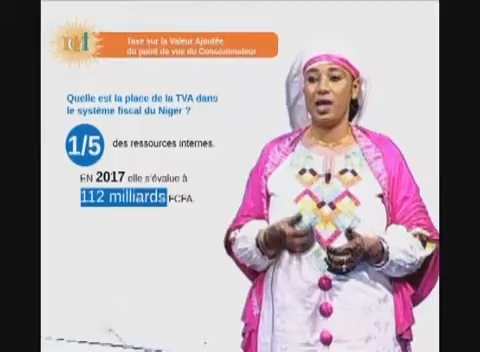 TGI
Taxe sur la Valeur Ajoutée
du point de vue du Consommateur
Quelle est la place de la TVA dans
le système fiscal du Niger ?
1/5 des ressources internes.
EN 2017 elle s'évalue à
112 milliards FCFA.